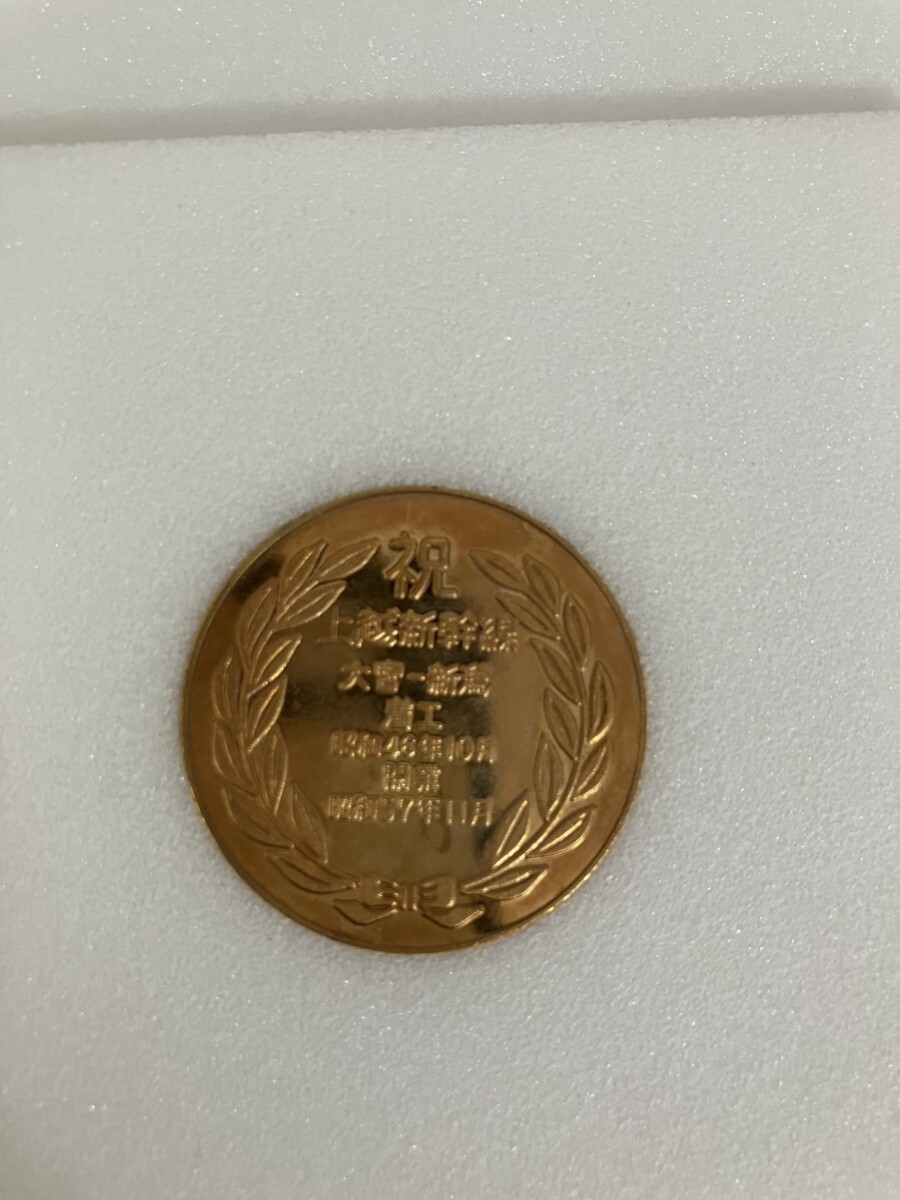 祝
上越新幹線
大宮-新潟
着工
昭和46年10月
開業
昭和57年11月